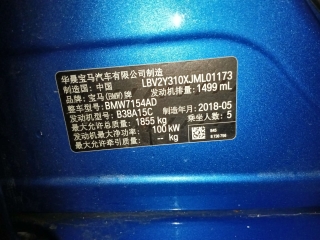 华晨宝马汽车有限公司制造
制造国：中国 LBV2Y310XJML01173
品牌：宝马(BMW)牌 发动机排量：1499 mL
整车型号：BMW7154AD
发动机型号：B38A15C 制造年月：2018-05
最大允许总质量：1855 kg 乘坐人数：5
发动机最大净功率：100 kW
最大允许牵引质量： kg